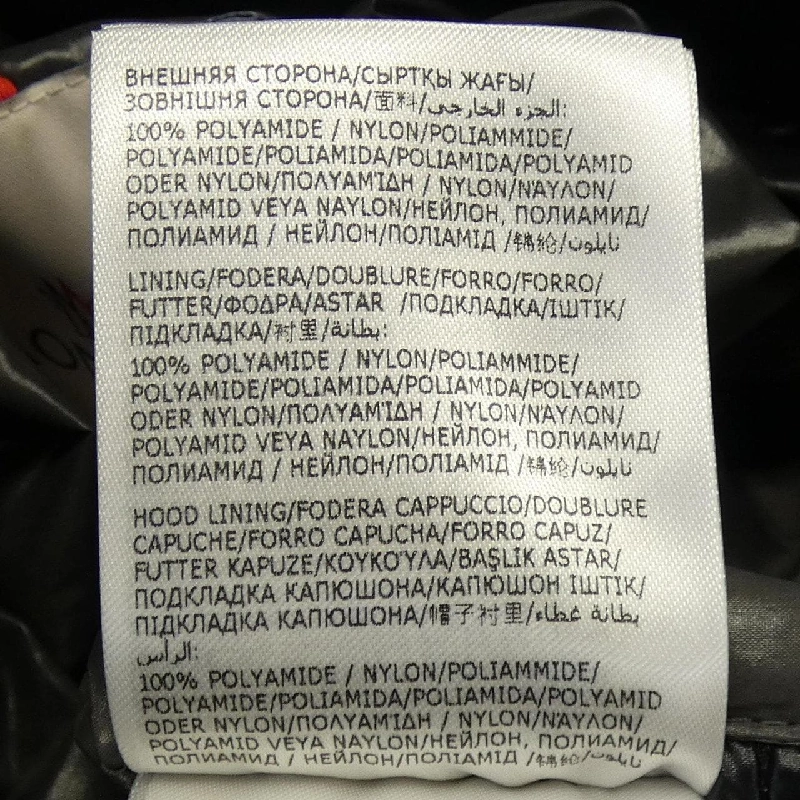 ВНЕШНЯЯ СТОРОНА/СЫРТҚЫ ЖАҒЫ/
ЗОВНІШНЯ СТОРОНА/面料/الجزء الخارجي:
100% POLYAMIDE / NYLON/POLIAMMIDE/
POLYAMIDE/POLIAMIDA/POLIAMIDA/POLYAMID
ODER NYLON/ΠΟΛΥΑΜΊΔΗ / NYLON/ΝΆΥΛΟΝ/
POLYAMID VEYA NAYLON/НЕЙЛОН, ПОЛИАМИД/
ПОЛИАМИД / НЕЙЛОН/ПОЛІАМІД /锦纶/نايلون
LINING/FODERA/DOUBLURE/FORRO/FORRO/
FUTTER/ΦΟΔΡΑ/ASTAR /ПОДКЛАДКА/ІШТІК/
ПІДКЛАДКА/衬里/بطانة:
100% POLYAMIDE / NYLON/POLIAMMIDE/
POLYAMIDE/POLIAMIDA/POLIAMIDA/POLYAMID
ODER NYLON/ΠΟΛΥΑΜΊΔΗ / NYLON/ΝΆΥΛΟΝ/
POLYAMID VEYA NAYLON/НЕЙЛОН, ПОЛИАМИД/
ПОЛИАМИД / НЕЙЛОН/ПОЛІАМІД /锦纶/نايلون
HOOD LINING/FODERA CAPPUCCIO/DOUBLURE
CAPUCHE/FORRO CAPUCHA/FORRO CAPUZ/
FUTTER KAPUZE/ΚΟΥΚΟΎΛΑ/BAŞLIK ASTAR/
ПОДКЛАДКА КАПЮШОНА/КАПЮШОН ІШТІК/
ПІДКЛАДКА КАПЮШОНА/帽子衬里/بطانة غطاء
الرأس:
100% POLYAMIDE / NYLON/POLIAMMIDE/
POLYAMIDE/POLIAMIDA/POLIAMIDA/POLYAMID
ODER NYLON/ΠΟΛΥΑΜΊΔΗ / NYLON/ΝΆΥΛΟΝ/
POLYAMID VEYA NAYLON/НЕЙЛОН, ПОЛИАМИД/
ПОЛИАМИД / НЕЙЛОН/ПОЛІАМІД /锦纶/نايلون